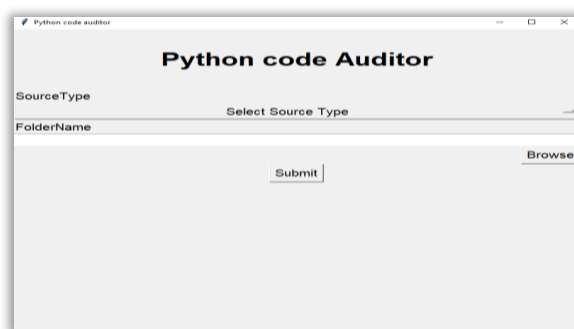 Python code auditor
Python code Auditor
SourceType
Select Source Type
FolderName
Browse
Submit